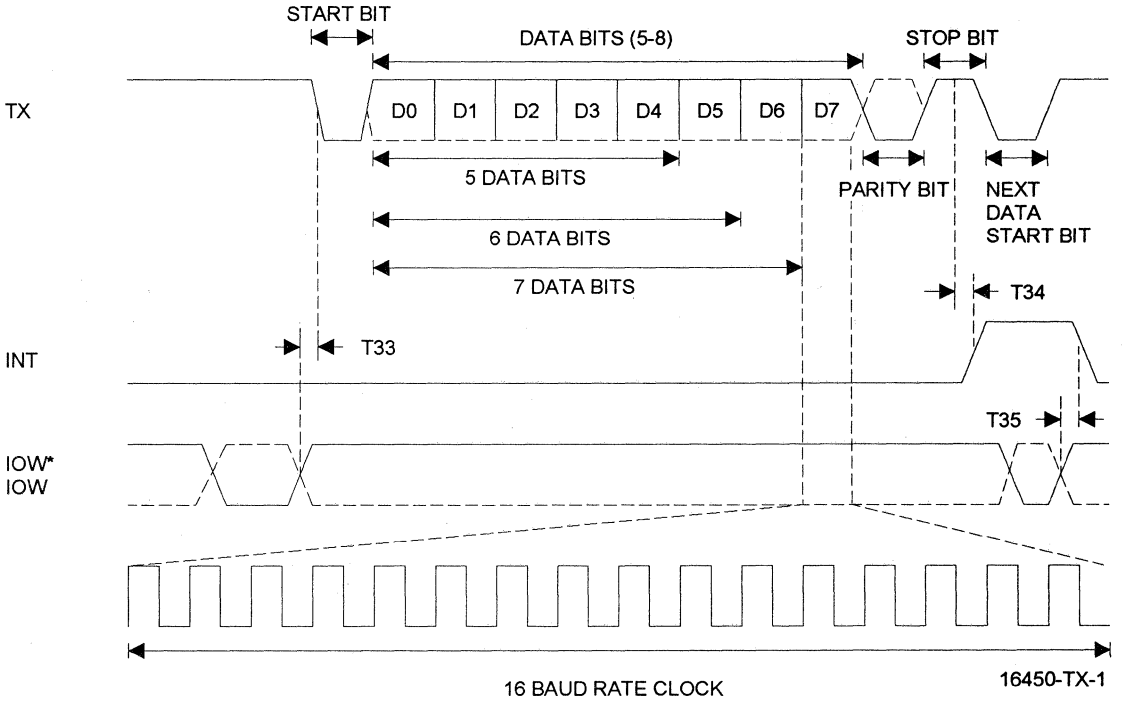 START BIT
DATA BITS (5-8)
STOP BIT
TX
D0 D1 D2 D3 D4 D5 D6 D7
5 DATA BITS
PARITY BIT
NEXT
DATA
START BIT
6 DATA BITS
7 DATA BITS
T34
T33
INT
T35
IOW*
IOW
16 BAUD RATE CLOCK
16450-TX-1